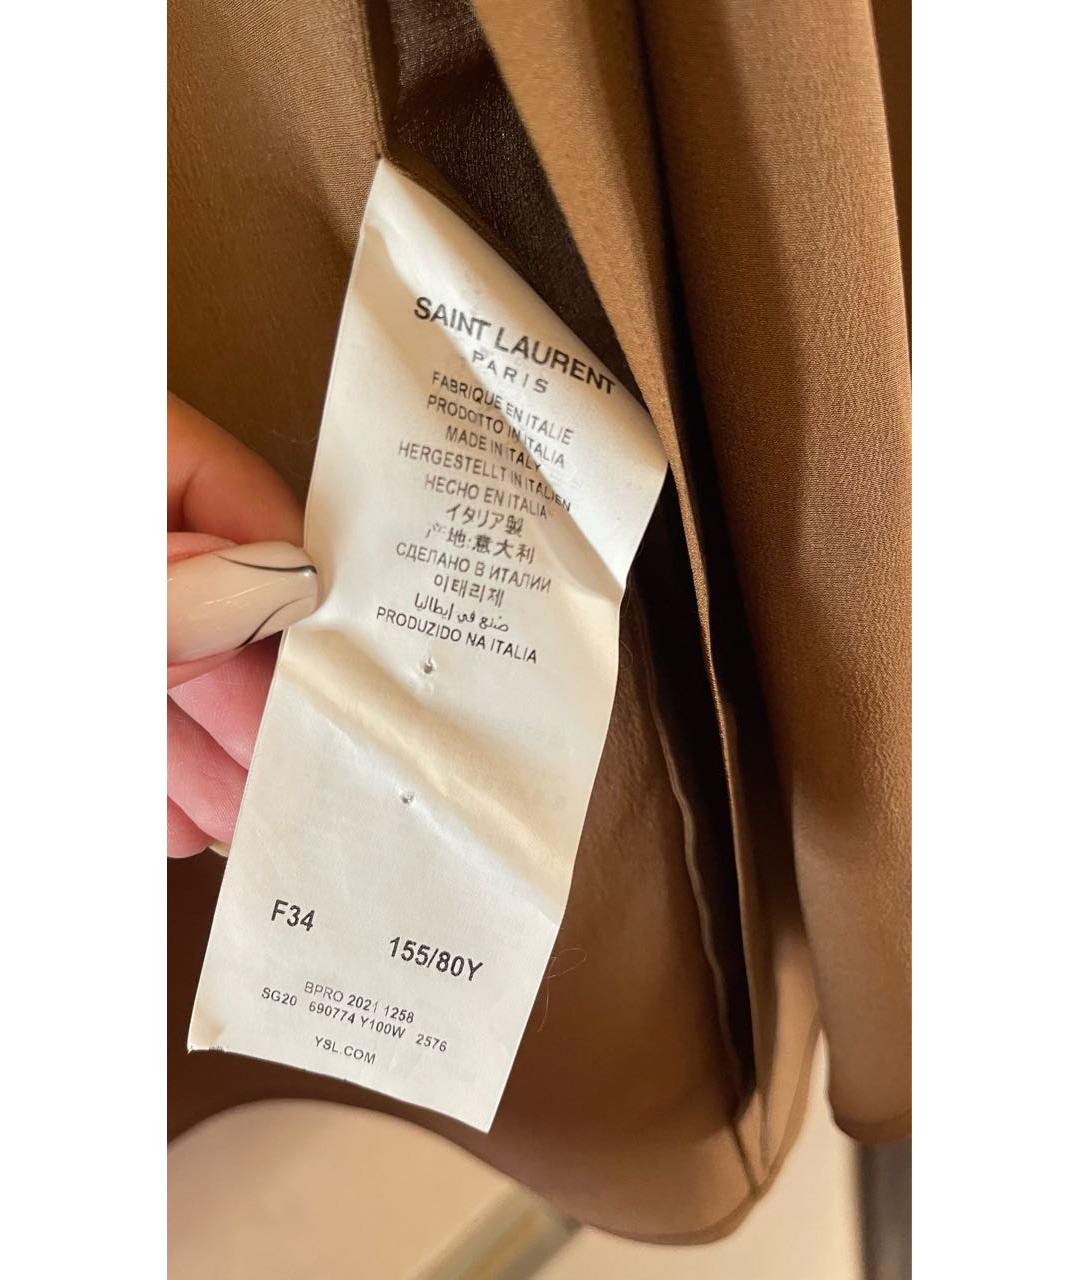 SAINT LAURENT
PARIS
FABRIQUE EN ITALIE
PRODOTTO IN ITALIA
MADE IN ITALY
HERGESTELLT IN ITALIEN
HECHO EN ITALIA
イタリア製
产地:意大利
СДЕЛАНО В ИТАЛИИ
이태리제
صُنع في ايطاليا
PRODUZIDO NA ITALIA
F34 155/80Y
BPRO 2021 1258
SG20 690774 Y100W 2576
YSL.COM